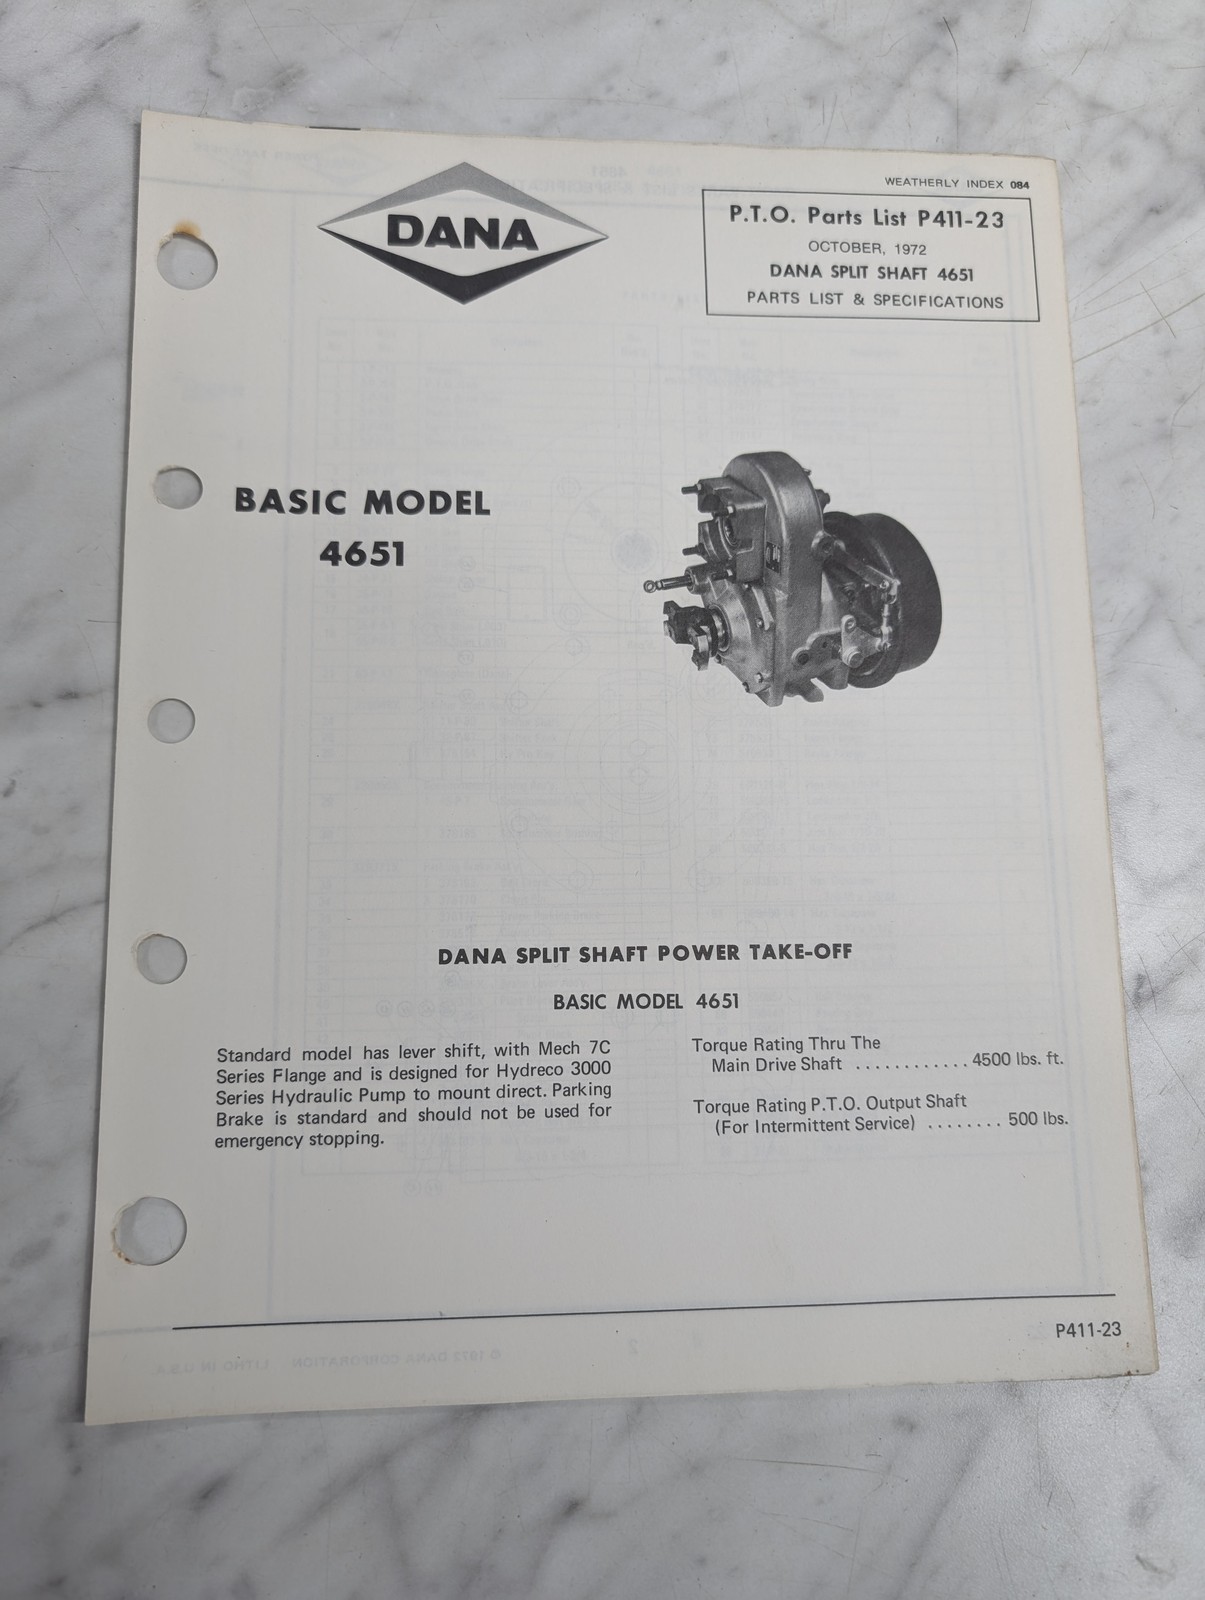 DANA
WEATHERLY INDEX 084
P.T.O. Parts List P411-23
OCTOBER, 1972
DANA SPLIT SHAFT 4651
PARTS LIST & SPECIFICATIONS
BASIC MODEL
4651
DANA SPLIT SHAFT POWER TAKE-OFF
BASIC MODEL 4651
Standard model has lever shift, with Mech 7C
Series Flange and is designed for Hydreco 3000
Series Hydraulic Pump to mount direct. Parking
Brake is standard and should not be used for
emergency stopping.
Torque Rating Thru The
Main Drive Shaft ............ 4500 lbs. ft.
Torque Rating P.T.O. Output Shaft
(For Intermittent Service) ........ 500 lbs.
P411-23